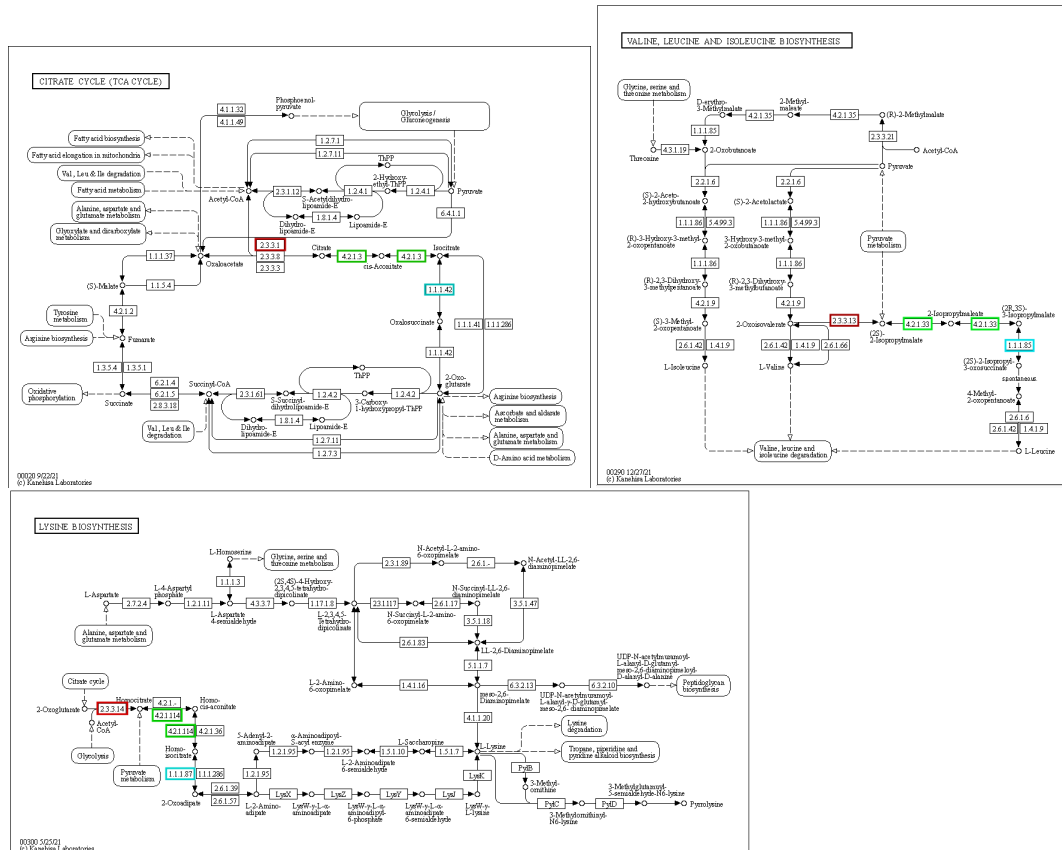 CITRATE CYCLE (TCA CYCLE)
Phosphoenol-
pyruvate
4.1.1.32
4.1.1.49
Glycolysis /
Gluconeogenesis
Fatty acid biosynthesis
Fatty acid elongation in mitochondria
Val, Leu & Ile degradation
Fatty acid metabolism
Alanine, aspartate and
glutamate metabolism
Glyoxylate and dicarboxylate
metabolism
1.2.7.1
1.2.7.11
ThPP
2-Hydroxy-
ethyl-ThPP
2.3.1.12
1.2.4.1
1.2.4.1
Pyruvate
Acetyl-CoA
S-Acetyldihydro-
lipoamide-E
Dihydro-
lipoamide-E
1.8.1.4
Lipoamide-E
6.4.1.1
2.3.3.1
2.3.3.8
2.3.3.3
Citrate
4.2.1.3
cis-Aconitate
4.2.1.3
Isocitrate
1.1.1.37
Oxaloacetate
(S)-Malate
1.1.5.4
1.1.1.42
Oxalosuccinate
1.1.1.41
1.1.1.286
1.1.1.42
4.2.1.2
Tyrosine
metabolism
Fumarate
Arginine biosynthesis
1.3.5.4
1.3.5.1
Oxidative
phosphorylation
Succinate
6.2.1.4
6.2.1.5
2.8.3.18
Succinyl-CoA
2.3.1.61
S-Succinyl-
dihydrolipoamide-E
1.2.4.2
ThPP
3-Carboxy-
1-hydroxypropyl-ThPP
1.2.4.2
2-Oxo-
glutarate
Dihydro-
lipoamide-E
1.8.1.4
Lipoamide-E
1.2.7.11
1.2.7.3
Val, Leu & Ile
degradation
Arginine biosynthesis
Ascorbate and aldarate
metabolism
Alanine, aspartate and
glutamate metabolism
D-Amino acid metabolism
00020 9/22/21
(c) Kanehisa Laboratories
VALINE, LEUCINE AND ISOLEUCINE BIOSYNTHESIS
Glycine, serine and
threonine metabolism
D-erythro-
3-Methylmalate
4.2.1.35
2-Methyl-
maleate
4.2.1.35
(R)-2-Methylmalate
1.1.1.85
2.3.3.21
Acetyl-CoA
Threonine
4.3.1.19
2-Oxobutanoate
Pyruvate
2.2.1.6
2.2.1.6
(S)-2-Aceto-
2-hydroxybutanoate
(S)-2-Acetolactate
1.1.1.86
5.4.99.3
1.1.1.86
5.4.99.3
(R)-3-Hydroxy-3-methyl-
2-oxopentanoate
3-Hydroxy-3-methyl-
2-oxobutanoate
Pyruvate
metabolism
1.1.1.86
1.1.1.86
(R)-2,3-Dihydroxy-
3-methylpentanoate
(R)-2,3-Dihydroxy-
3-methylbutanoate
4.2.1.9
4.2.1.9
(S)-3-Methyl-
2-oxopentanoate
2-Oxoisovalerate
2.3.3.13
(2S)-
2-Isopropylmalate
4.2.1.33
2-Isopropylmaleate
4.2.1.33
(2R,3S)-
3-Isopropylmalate
1.1.1.85
(2S)-2-Isopropyl-
3-oxosuccinate
spontaneous
4-Methyl-
2-oxopentanoate
2.6.1.6
2.6.1.42
1.4.9.1
2.6.1.42
1.4.1.9
2.6.1.42
1.4.1.9
2.6.1.66
L-Isoleucine
L-Valine
L-Leucine
Valine, leucine and
isoleucine degradation
00290 12/27/21
(c) Kanehisa Laboratories
LYSINE BIOSYNTHESIS
L-Homoserine
Glycine, serine and
threonine metabolism
1.1.1.3
L-Aspartate
2.7.2.4
L-4-Aspartyl
phosphate
1.2.1.11
L-Aspartate
4-semialdehyde
4.3.3.7
(2S,4S)-4-Hydroxy-
2,3,4,5-tetrahydro-
dipicolinate
1.17.1.8
L-2,3,4,5-
Tetrahydro-
dipicolinate
Alanine, aspartate and
glutamate metabolism
2.3.1.89
N-Acetyl-L-2-amino-
6-oxopimelate
2.6.1.-
N-Acetyl-LL-2,6-
diaminopimelate
2.3.1.117
N-Succinyl-L-2-amino-
6-oxopimelate
2.6.1.17
N-Succinyl-LL-2,6-
diaminopimelate
3.5.1.47
3.5.1.18
2.6.1.83
LL-2,6-Diaminopimelate
5.1.1.7
L-2-Amino-
6-oxopimelate
1.4.1.16
meso-2,6-
Diaminopimelate
6.3.2.13
UDP-N-acetylmuramoyl-
L-alanyl-γ-D-glutamyl-
meso-2,6-diaminopimelate
6.3.2.10
UDP-N-acetylmuramoyl-
L-alanyl-D-glutamyl-
meso-2,6-diaminopimeloyl-
D-alanyl-D-alanine
Peptidoglycan
biosynthesis
4.1.1.20
Citrate cycle
2-Oxoglutarate
2.3.3.14
Homocitrate
4.2.1.-
4.2.1.114
Homo-
cis-aconitate
4.2.1.114
4.2.1.36
Acetyl-
CoA
Glycolysis
Pyruvate
metabolism
Homo-
isocitrate
1.1.1.87
1.1.1.286
2-Oxoadipate
2.6.1.39
2.6.1.57
5-Adenyl-2-
aminoadipate
1.2.1.95
α-Aminoadipoyl-
S-acyl enzyme
1.2.1.95
L-2-Aminoadipate
6-semialdehyde
1.5.1.10
L-Saccharopine
1.5.1.7
L-Lysine
1.2.1.95
Lysine
degradation
Tropane, piperidine and
pyridine alkaloid biosynthesis
L-2-Amino-
adipate
LysX
LysW-γ-L-α-
aminoadipate
LysZ
LysW-γ-L-α-
aminoadipyl-
6-phosphate
LysY
LysW-γ-L-α-
aminoadipate
6-semialdehyde
LysJ
LysW-γ-
L-lysine
LysK
PylB
3-Methyl-
ornithine
PylC
3-Methylornithinyl-
N6-lysine
PylD
3-Methylglutamoyl-
5-semialdehyde-N6-lysine
Pyrrolysine
00300 5/25/21
(c) Kanehisa Laboratories